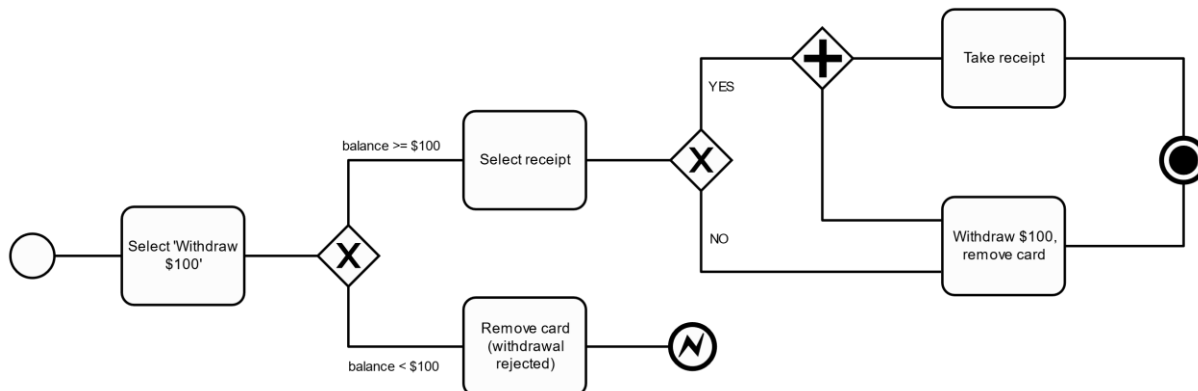 Select 'Withdraw
$100'
balance >= $100
balance < $100
Select receipt
Remove card
(withdrawal
rejected)
YES
NO
Take receipt
Withdraw $100,
remove card